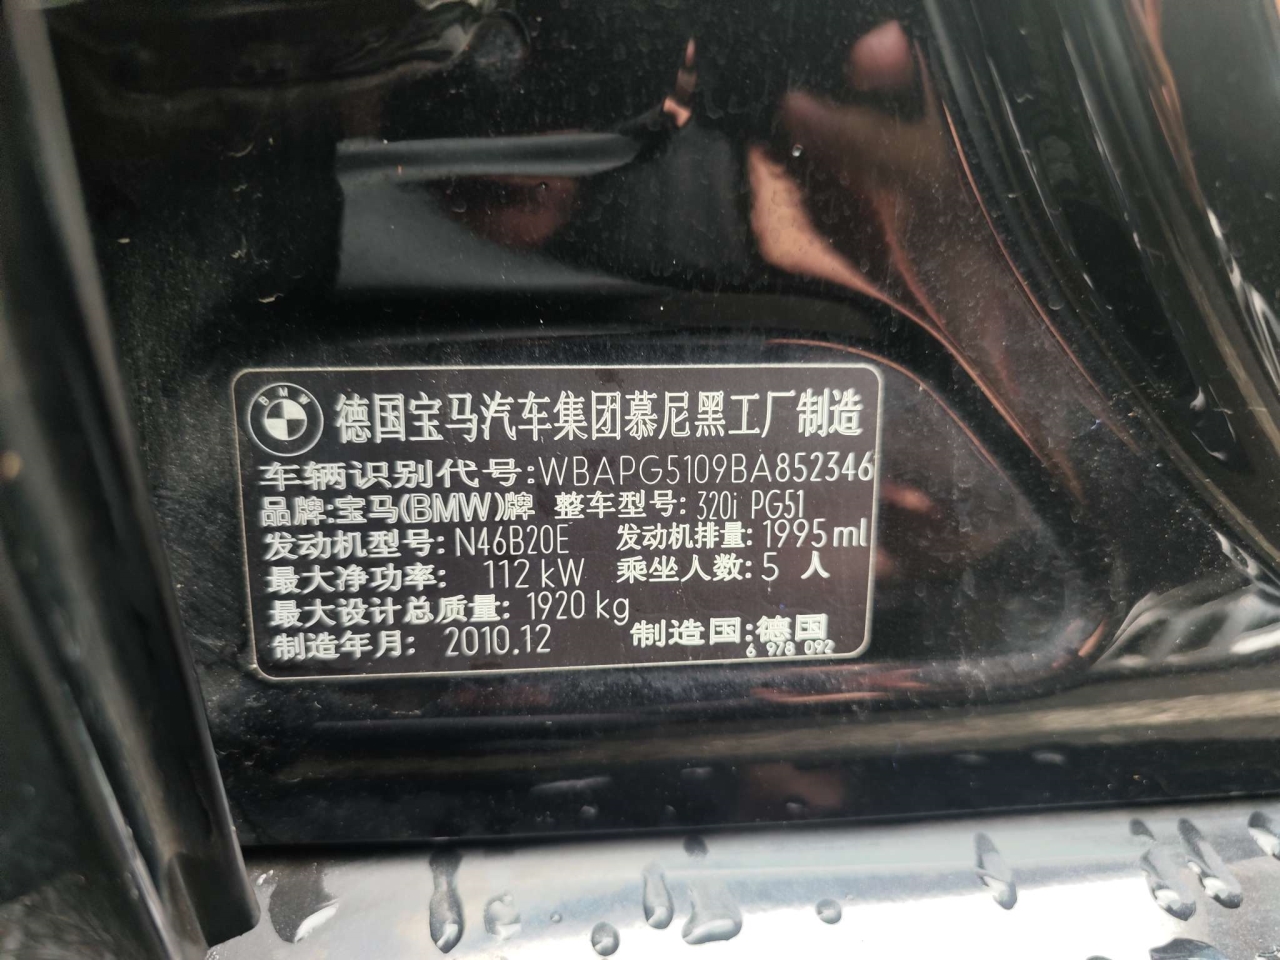 BMW
德国宝马汽车集团慕尼黑工厂制造
车辆识别代号:WBAPG5109BA852346
品牌:宝马(BMW)牌 整车型号: 320i PG51
发动机型号: N46B20E 发动机排量: 1995ml
最大净功率: 112 kW 乘坐人数: 5 人
最大设计总质量: 1920 kg
制造年月: 2010.12 制造国:德国
6 978 092